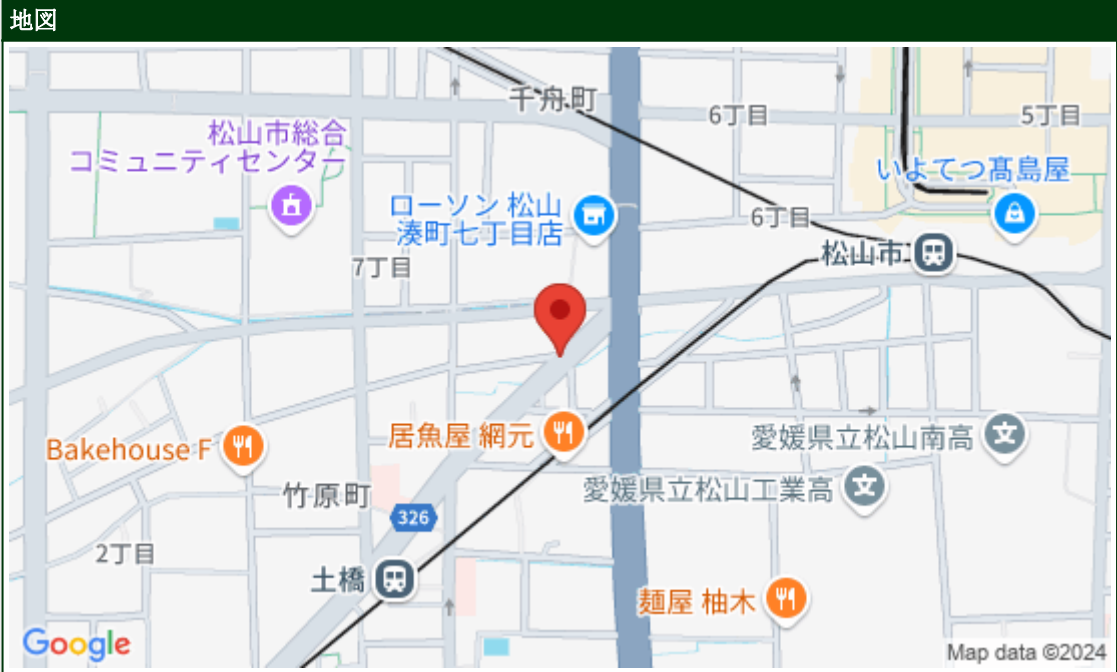 地図
千舟町
6丁目
5丁目
松山市総合
コミュニティセンター
いよてつ髙島屋
ローソン 松山
湊町七丁目店
6丁目
松山市
7丁目
居魚屋 網元
愛媛県立松山南高
Bakehouse F
愛媛県立松山工業高
竹原町
326
2丁目
土橋
麺屋 柚木
Google
Map data ©2024